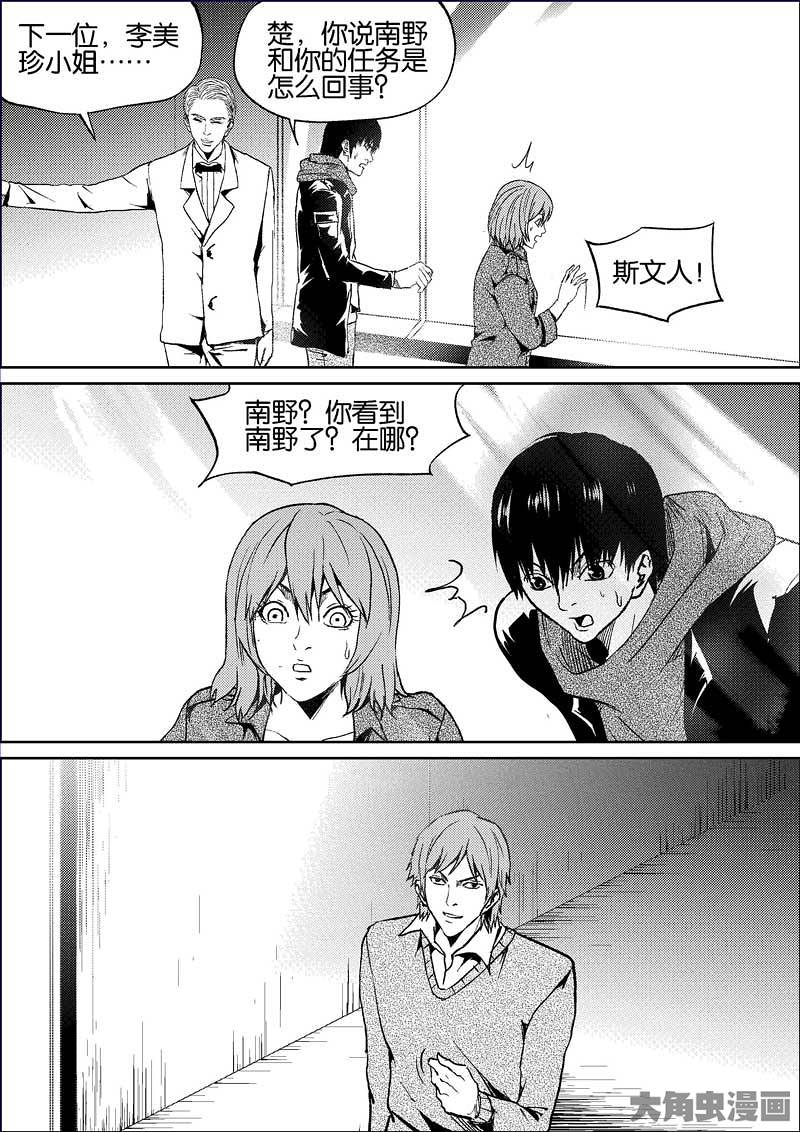 下一位，李美
珍小姐……
楚，你说南野
和你的任务是
怎么回事？
斯文人！
南野？你看到
南野了？在哪？
大角虫漫画